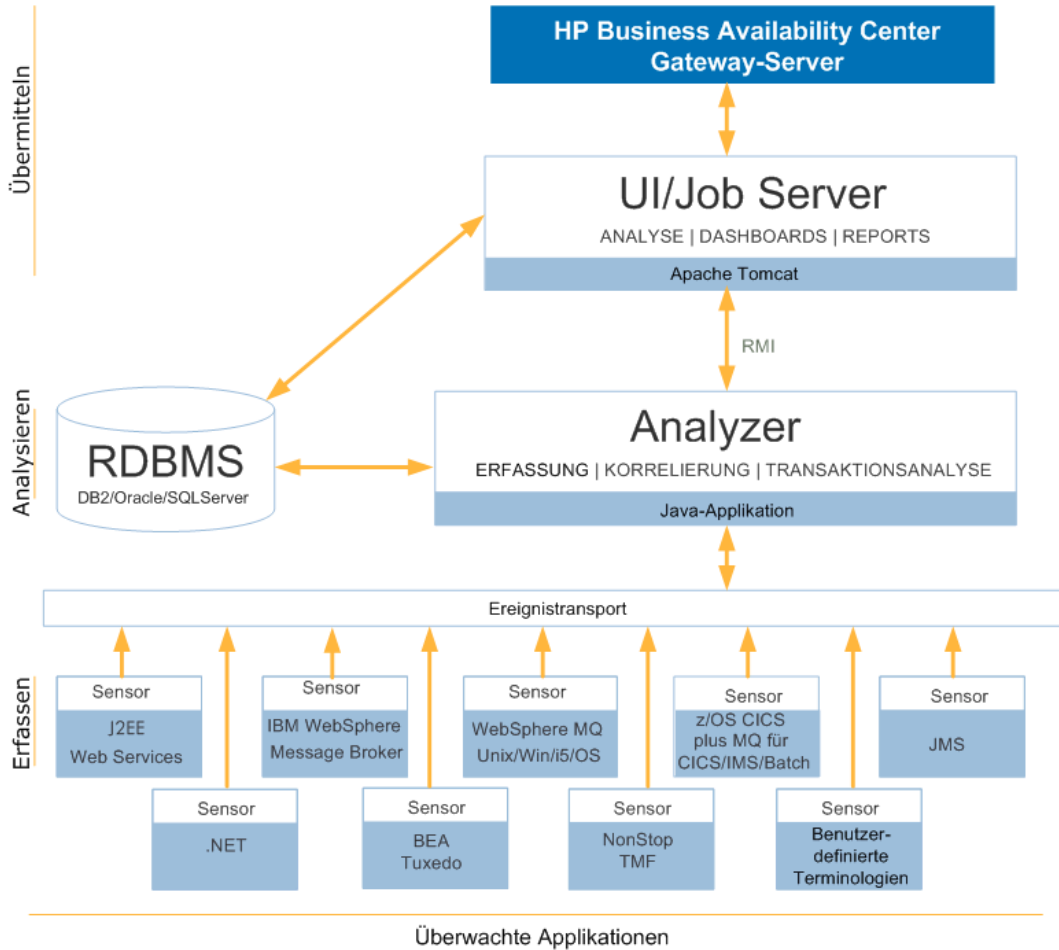 Übermitteln
HP Business Availability Center
Gateway-Server
UI/Job Server
ANALYSE | DASHBOARDS | REPORTS
Apache Tomcat
RMI
Analysieren
RDBMS
DB2/Oracle/SQLServer
Analyzer
ERFASSUNG | KORRELIERUNG | TRANSAKTIONSANALYSE
Java-Applikation
Ereignistransport
Erfassen
Sensor
J2EE
Web Services
Sensor
IBM WebSphere
Message Broker
Sensor
WebSphere MQ
Unix/Win/i5/OS
Sensor
z/OS CICS
plus MQ für
CICS/IMS/Batch
Sensor
JMS
Sensor
.NET
Sensor
BEA
Tuxedo
Sensor
NonStop
TMF
Sensor
Benutzer-
definierte
Terminologien
Überwachte Applikationen